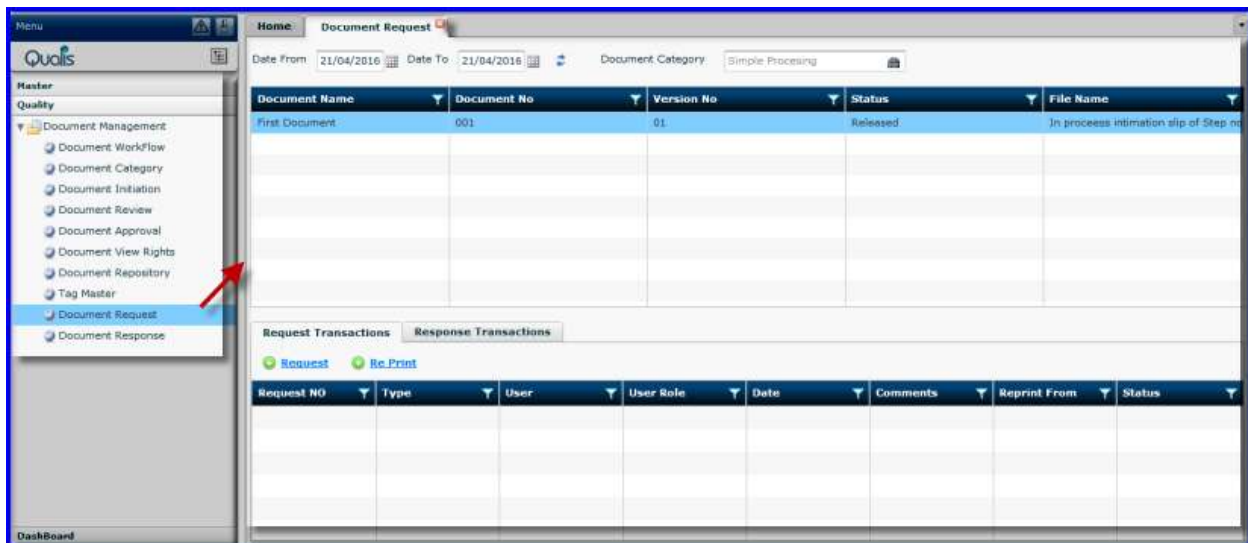 Menu
Qualis
Master
Quality
Document Management
Document WorkFlow
Document Category
Document Initiation
Document Review
Document Approval
Document View Rights
Document Repository
Tag Master
Document Request
Document Response
DashBoard
Home Document Request
Date From 21/04/2016 Date To 21/04/2016 Document Category Simple Procesing
Document Name Document No Version No Status File Name
First Document 001 01 Released In proceess intimation slip of Step no
Request Transactions Response Transactions
Request Re Print
Request NO Type User User Role Date Comments Reprint From Status